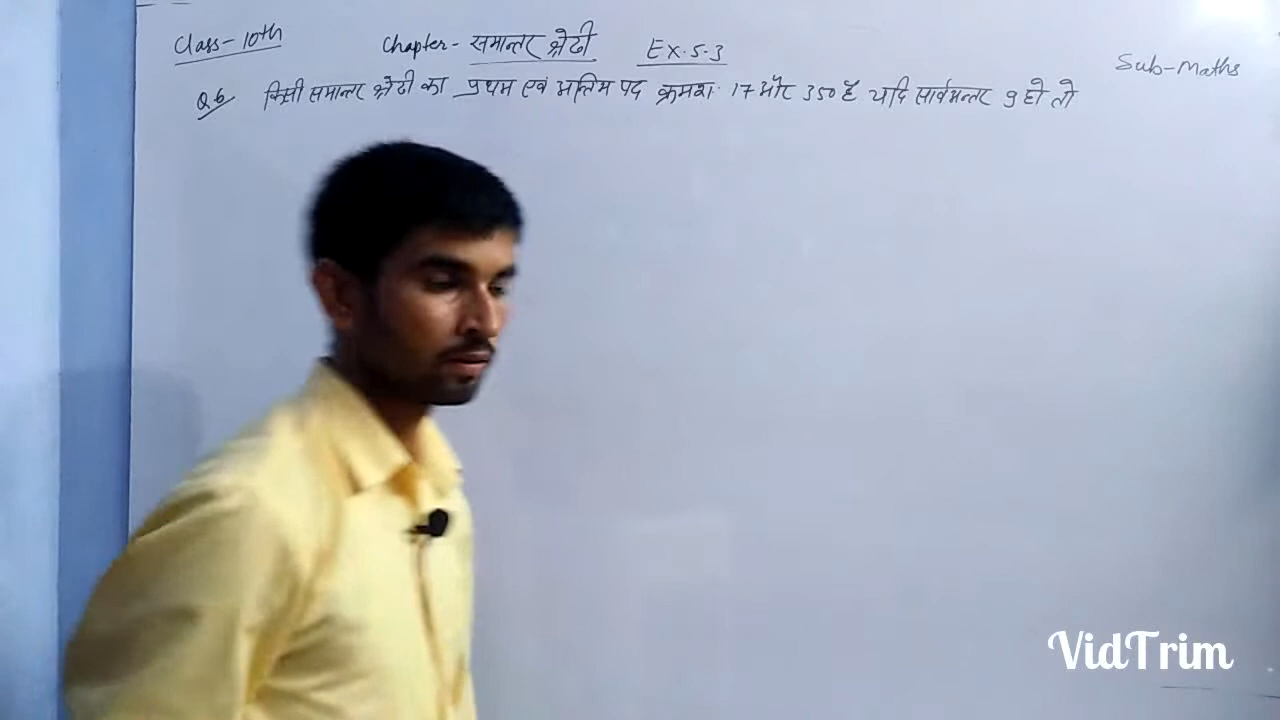 Class-10th Chapter- समान्तर श्रेढी EX.5.3
Sub-Maths
Q.6 किसी समान्तर श्रेढी का प्रथम एवं अन्तिम पद क्रमशः 17 और 350 है यदि सार्वअन्तर 9 हो तो
VidTrim